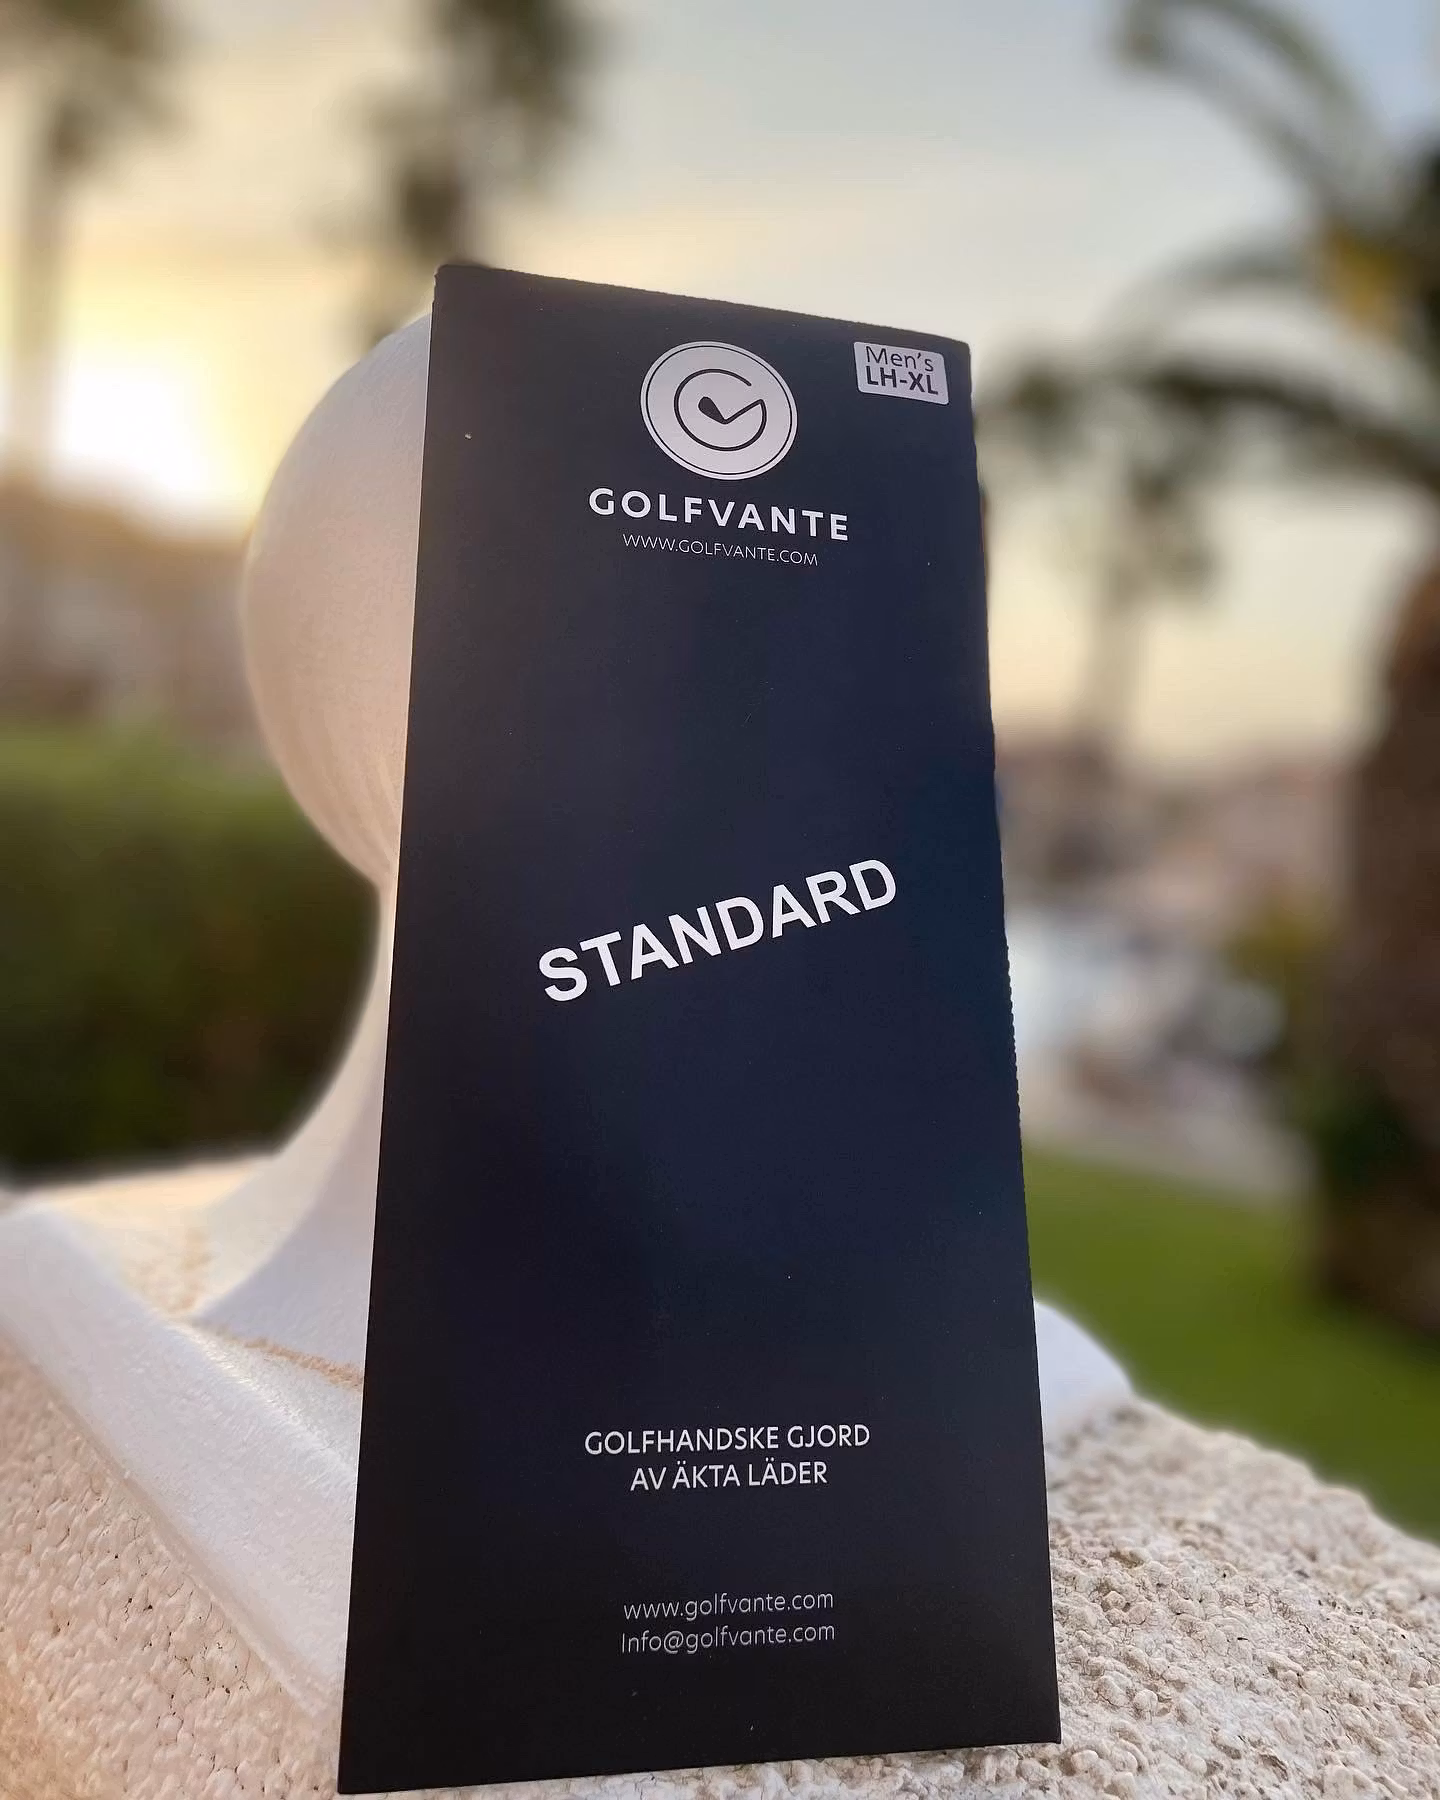 Men's
LH-XL
GOLFVANTE
WWW.GOLFVANTE.COM
STANDARD
GOLFHANDSKE GJORD
AV ÄKTA LÄDER
www.golfvante.com
Info@golfvante.com